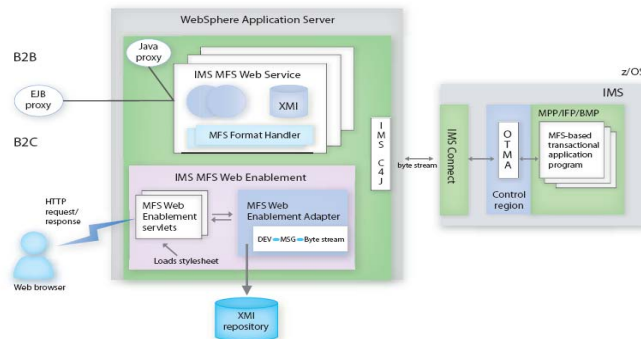 WebSphere Application Server
B2B
Java
proxy
EJB
proxy
B2C
IMS MFS Web Service
XMI
MFS Format Handler
IMS MFS Web Enablement
MFS Web
Enablement
servlets
MFS Web
Enablement Adapter
DEV MSG Byte stream
Loads stylesheet
HTTP
request/
response
Web browser
XMI
repository
IMS C4J
byte stream
z/OS
IMS
IMS Connect
OTMA
Control
region
MPP/IFP/BMP
MFS-based
transactional
application
program